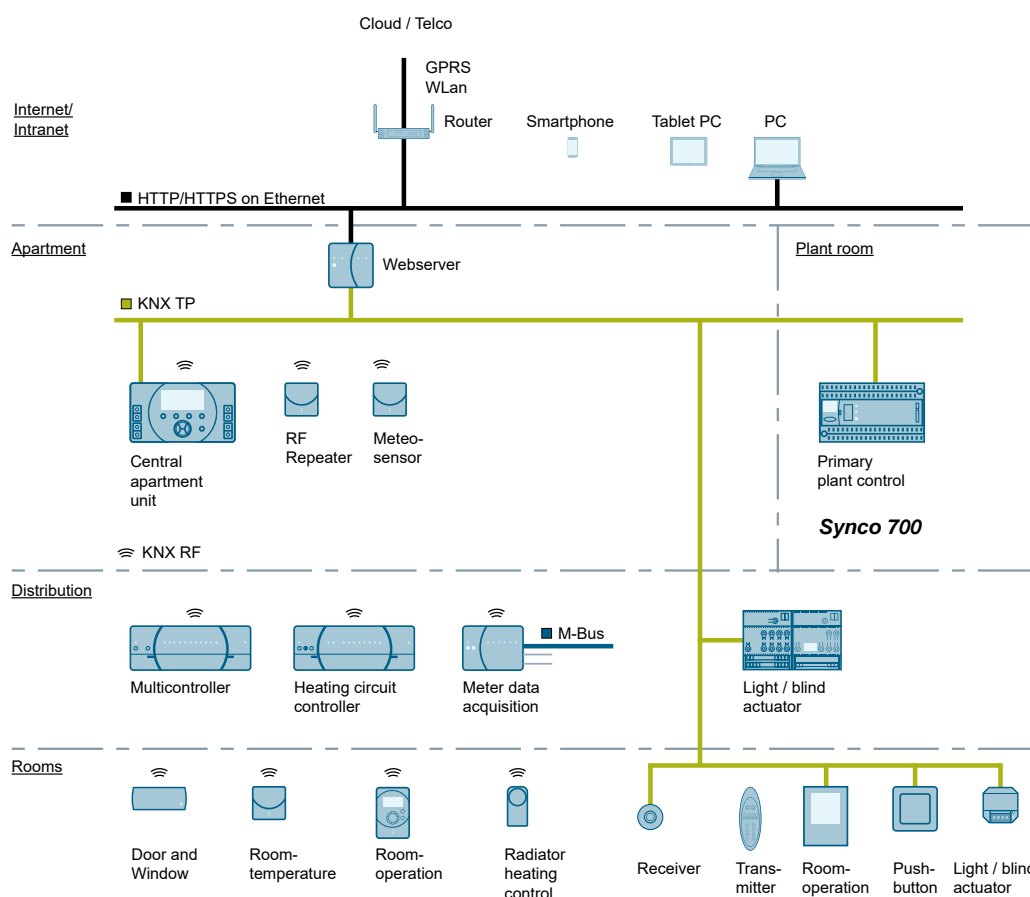 Cloud / Telco
GPRS
WLan
Internet/
Intranet
Router
Smartphone
Tablet PC
PC
HTTP/HTTPS on Ethernet
Apartment
Webserver
Plant room
KNX TP
Central
apartment
unit
RF
Repeater
Meteo-
sensor
Primary
plant control
Synco 700
KNX RF
Distribution
M-Bus
Multicontroller
Heating circuit
controller
Meter data
acquisition
Light / blind
actuator
Rooms
Door and
Window
Room-
temperature
Room-
operation
Radiator
heating
control
Receiver
Trans-
mitter
Room-
operation
Push-
button
Light / blind
actuator